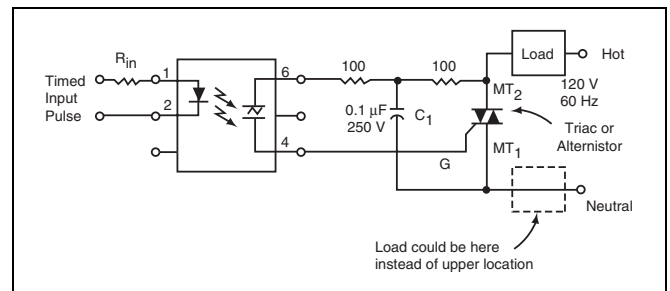 Timed
Input
Pulse
Rin
1
2
6
4
100
100
0.1 μF
250 V
C1
Load
Hot
120 V
60 Hz
MT2
Triac or
Alternistor
MT1
G
Neutral
Load could be here
instead of upper location